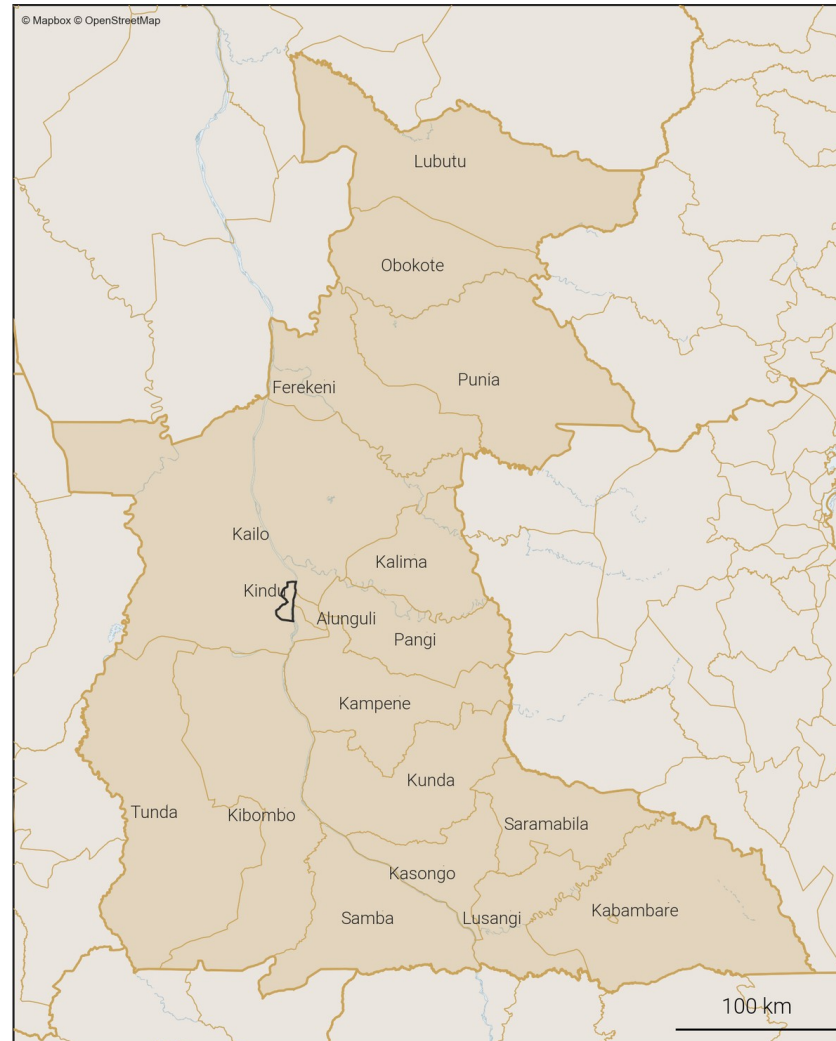 © Mapbox © OpenStreetMap
Lubutu
Obokote
Ferekeni
Punia
Kailo
Kalima
Kindu
Alunguli
Pangi
Kampene
Kunda
Tunda
Kibombo
Saramabila
Kasongo
Samba
Lusangi
Kabambare
100 km